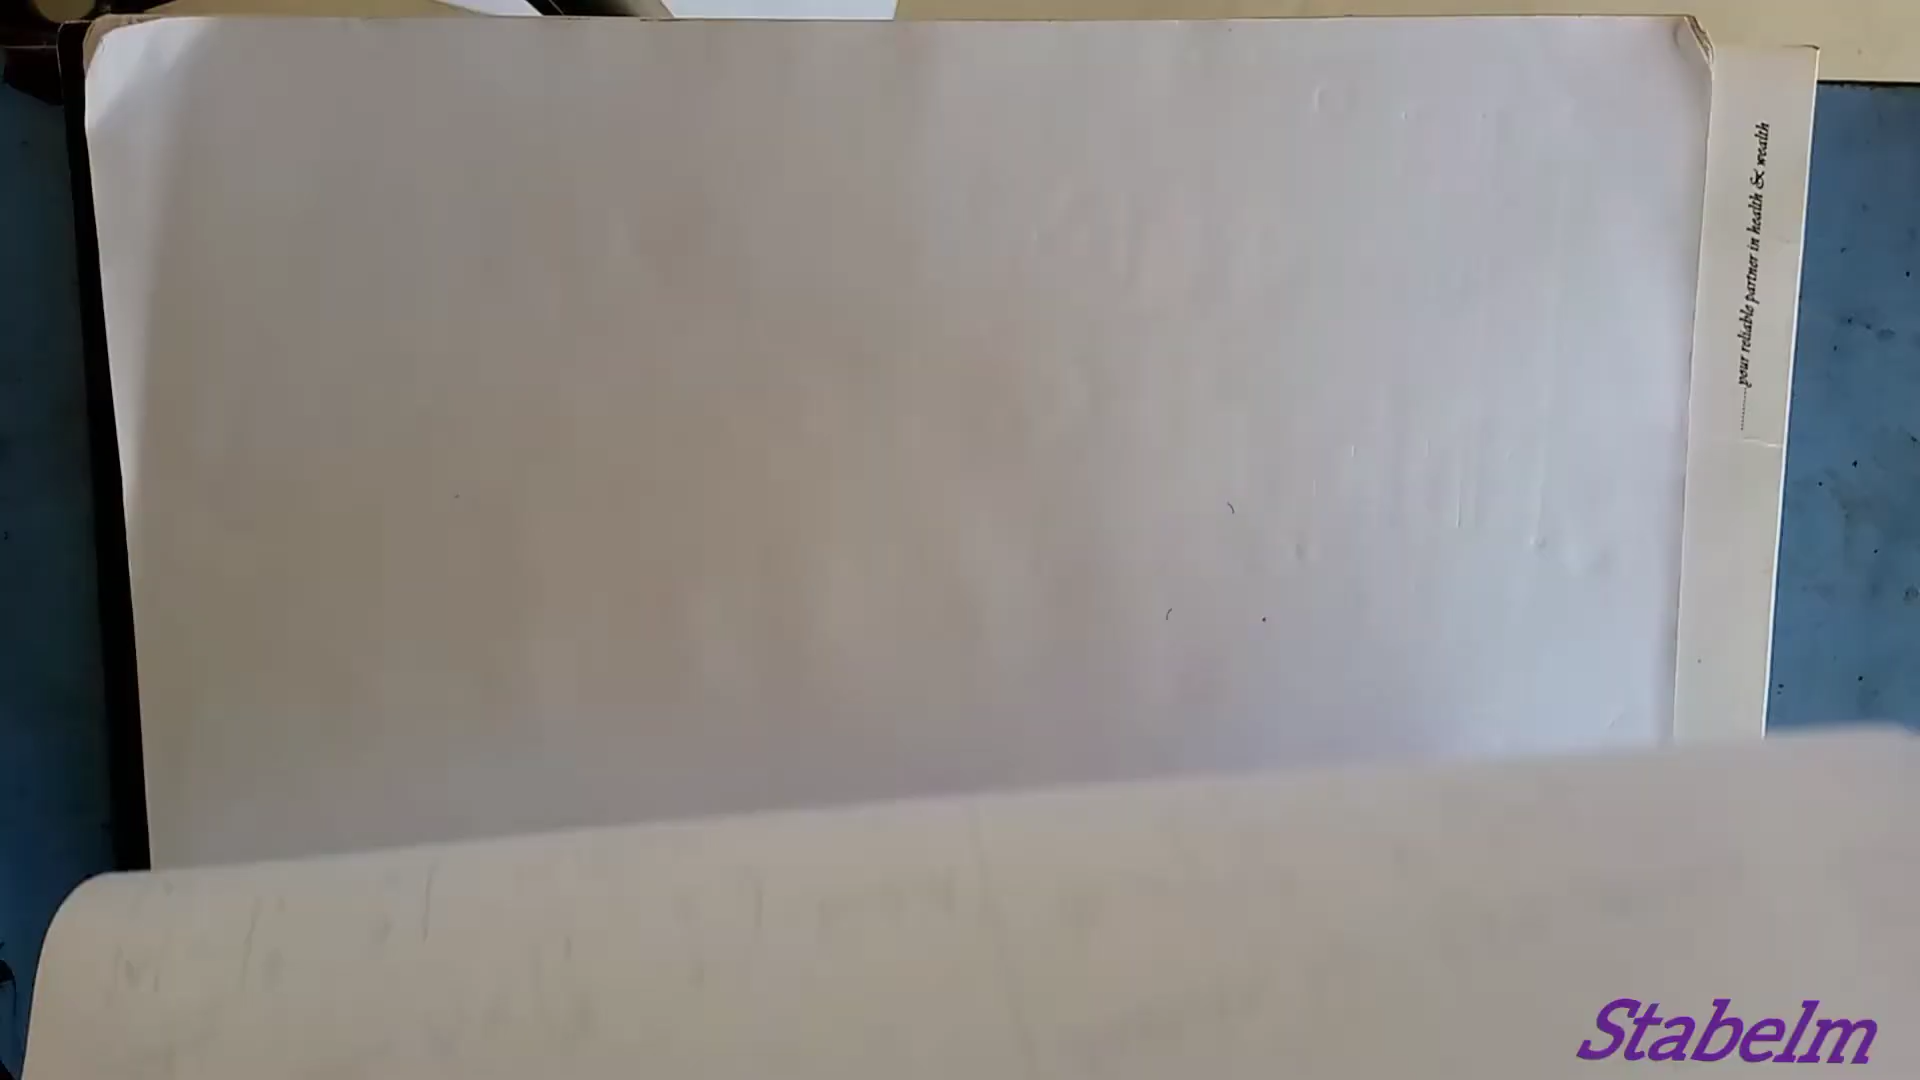 ..........your reliable partner in health & wealth
Stabelm